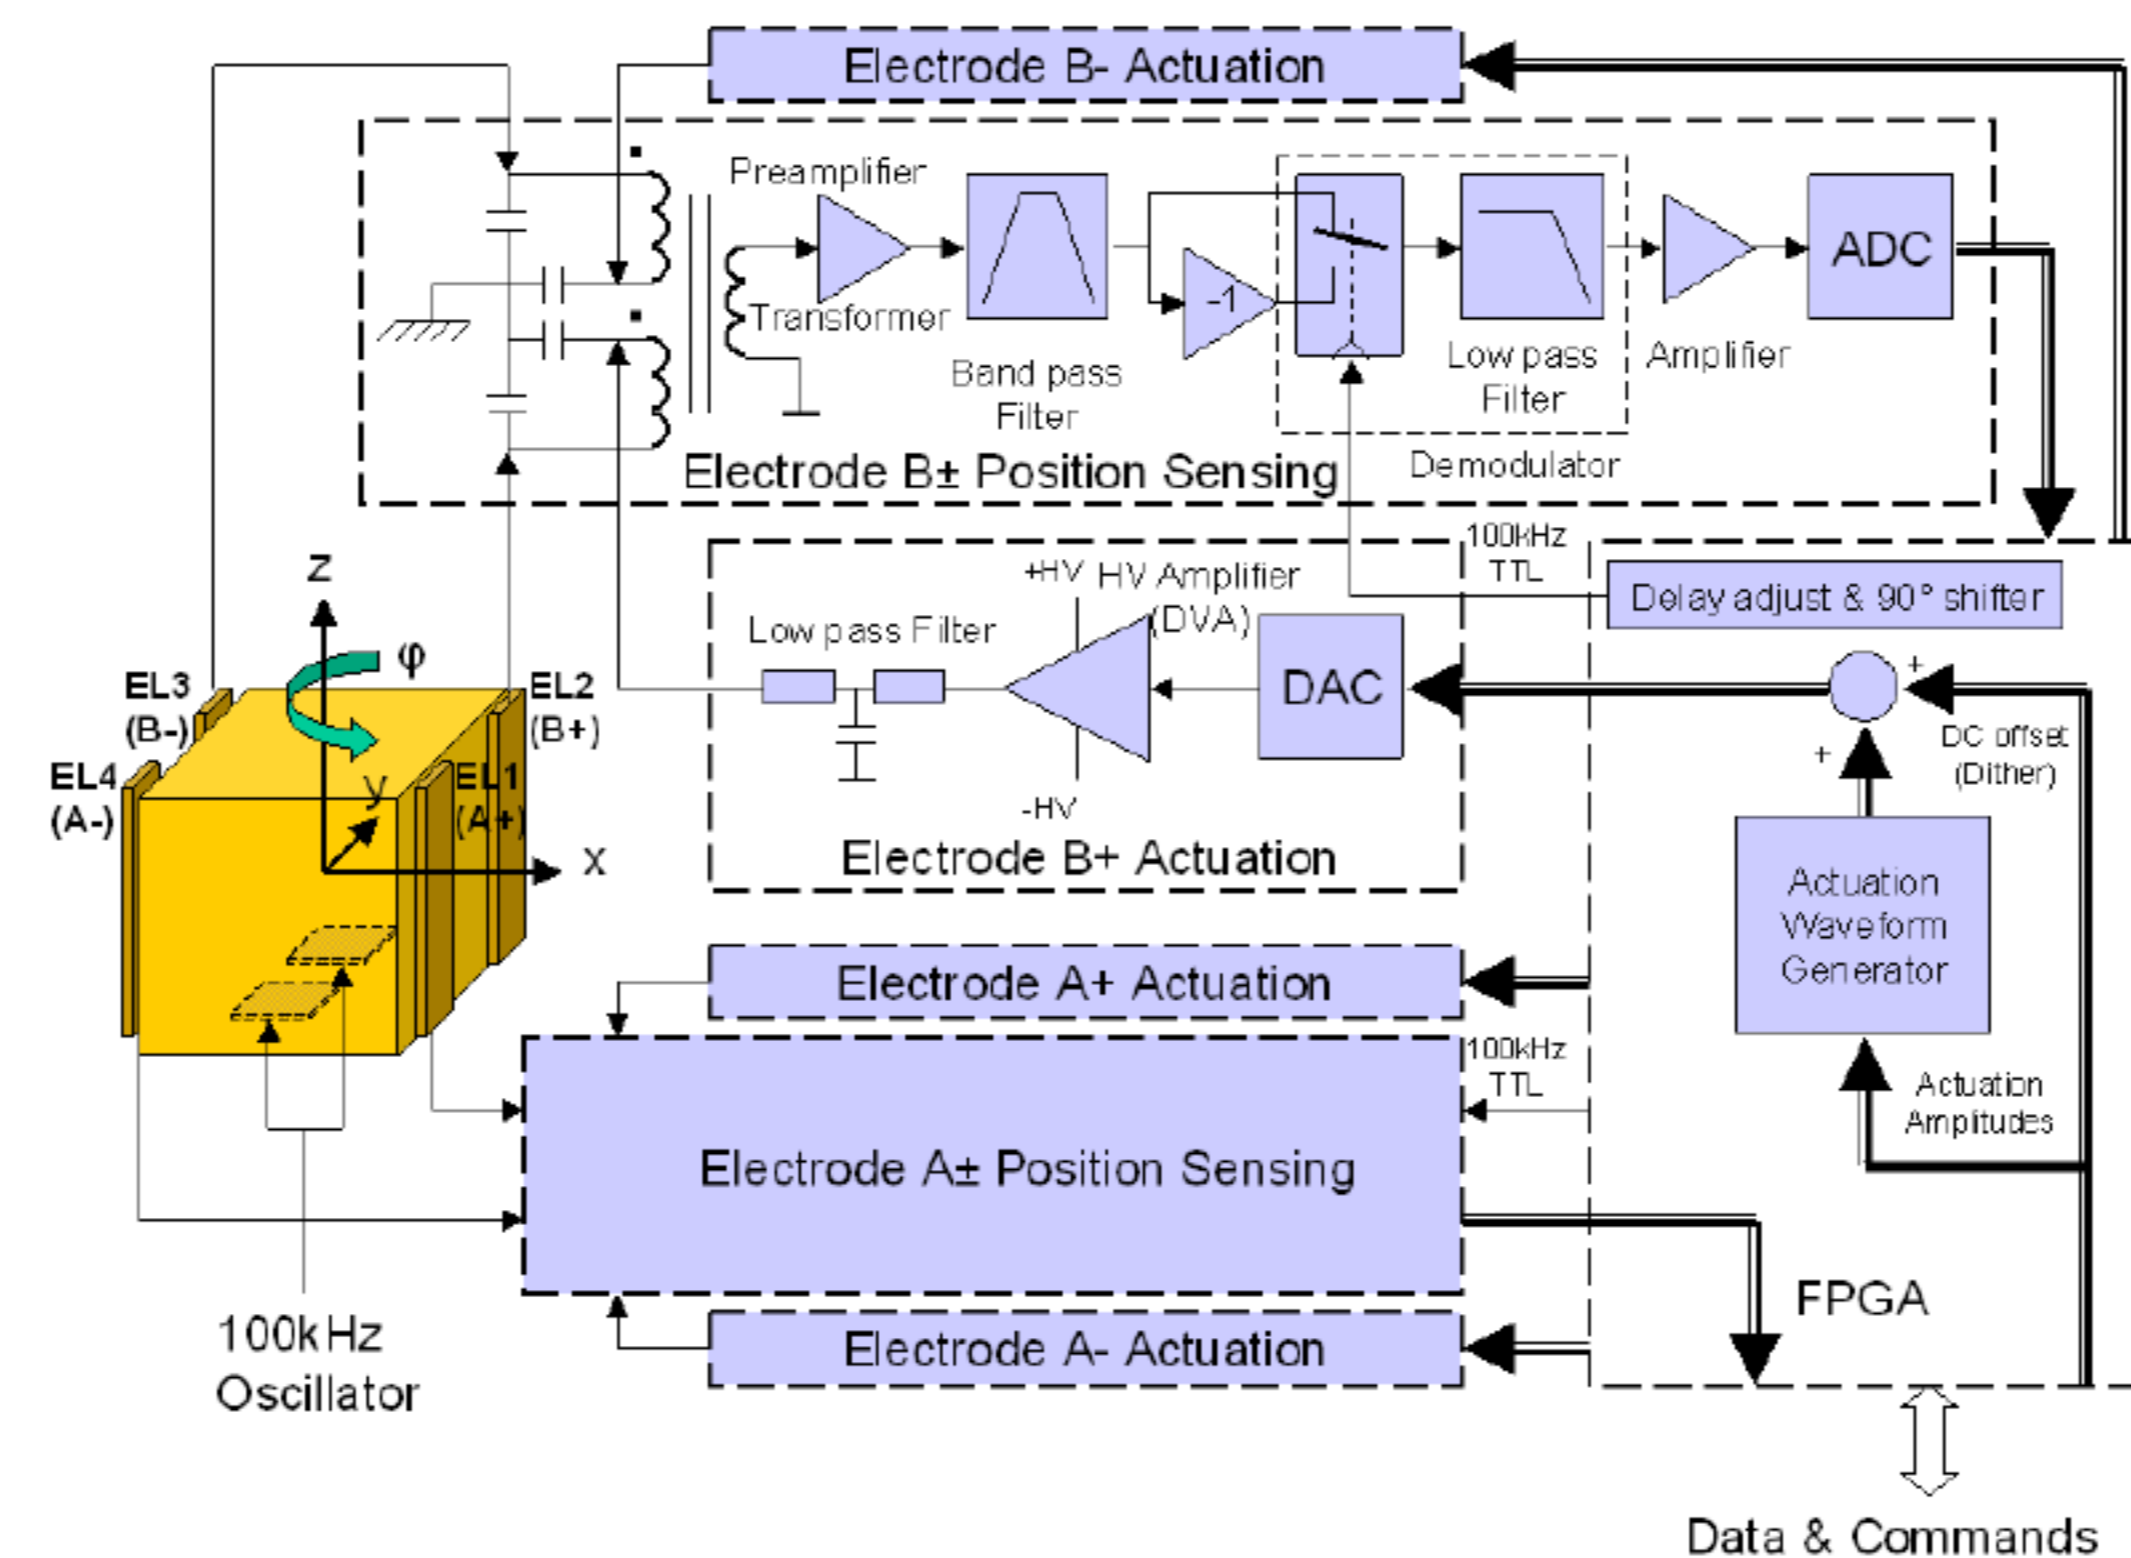 Electrode B- Actuation
Preamplifier
-1
ADC
Transformer
Band pass
Filter
Low pass
Filter
Amplifier
Electrode B± Position Sensing
Demodulator
100kHz
TTL
Delay adjust & 90° shifter
z
φ
+HV
HV Amplifier
(DVA)
Low pass Filter
DAC
-HV
Electrode B+ Actuation
+
+
DC offset
(Dither)
EL3
(B-)
EL2
(B+)
EL4
(A-)
EL1
(A+)
y
x
Actuation
Waveform
Generator
Electrode A+ Actuation
100kHz
TTL
Actuation
Amplitudes
Electrode A± Position Sensing
FPGA
100kHz
Oscillator
Electrode A- Actuation
Data & Commands